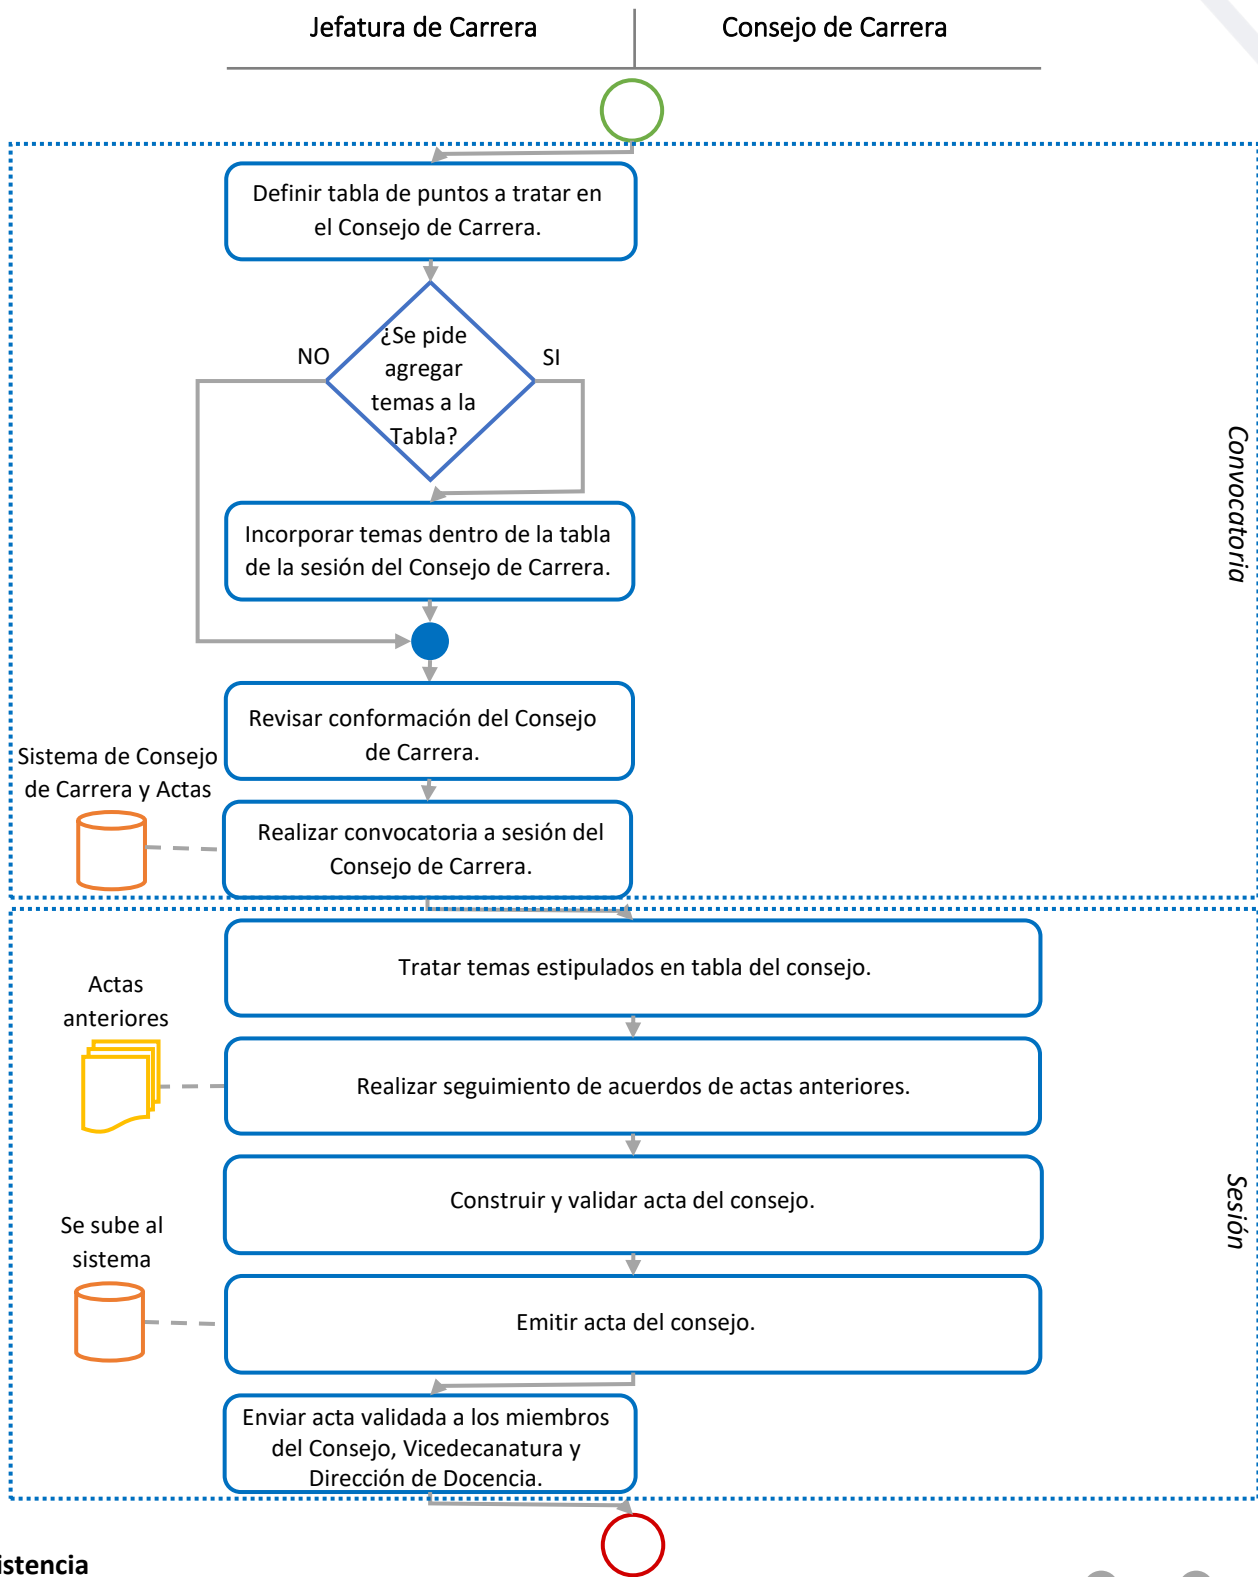 Jefatura de Carrera
Consejo de Carrera
Definir tabla de puntos a tratar en
el Consejo de Carrera.
¿Se pide
agregar
temas a la
Tabla?
NO
SI
Incorporar temas dentro de la tabla
de la sesión del Consejo de Carrera.
Convocatoria
Revisar conformación del Consejo
de Carrera.
Sistema de Consejo
de Carrera y Actas
Realizar convocatoria a sesión del
Consejo de Carrera.
Tratar temas estipulados en tabla del consejo.
Actas
anteriores
Realizar seguimiento de acuerdos de actas anteriores.
Construir y validar acta del consejo.
Sesión
Se sube al
sistema
Emitir acta del consejo.
Enviar acta validada a los miembros
del Consejo, Vicedecanatura y
Dirección de Docencia.
istencia